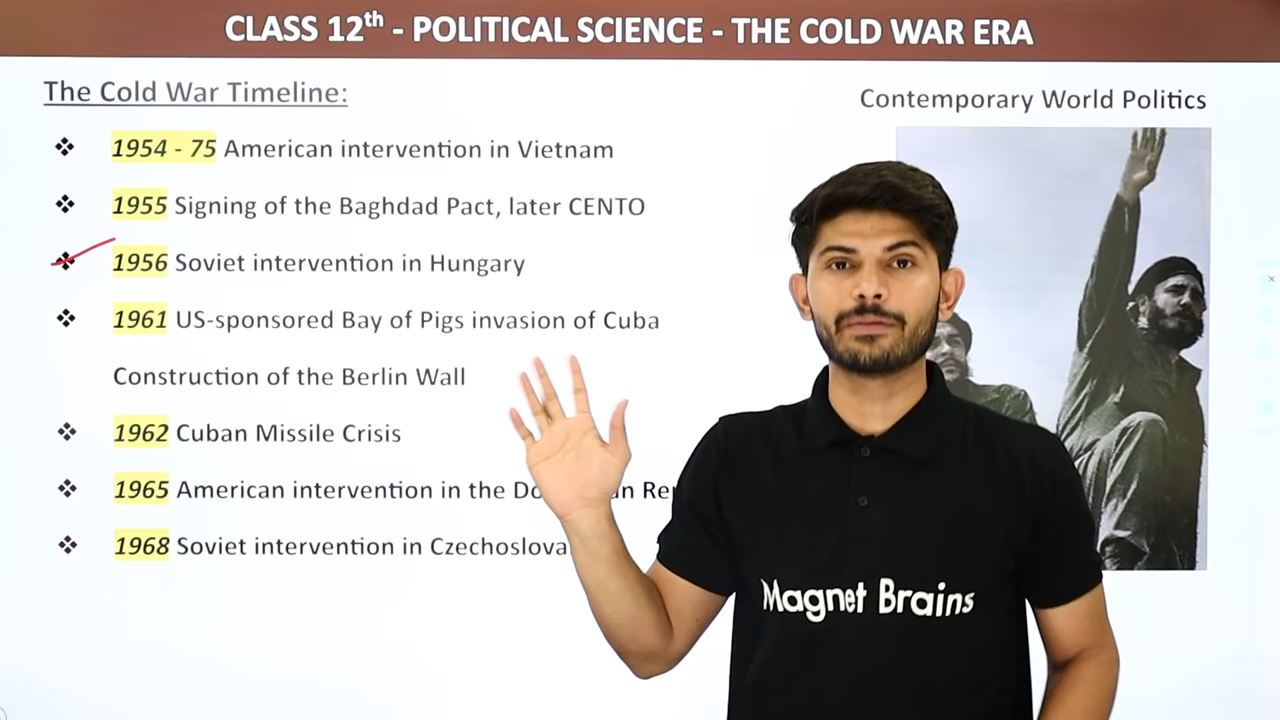 CLASS 12th - POLITICAL SCIENCE - THE COLD WAR ERA
The Cold War Timeline:
Contemporary World Politics
1954 - 75 American intervention in Vietnam
1955 Signing of the Baghdad Pact, later CENTO
1956 Soviet intervention in Hungary
1961 US-sponsored Bay of Pigs invasion of Cuba
Construction of the Berlin Wall
1962 Cuban Missile Crisis
1965 American intervention in the
1968 Soviet intervention in
Magnet Brains